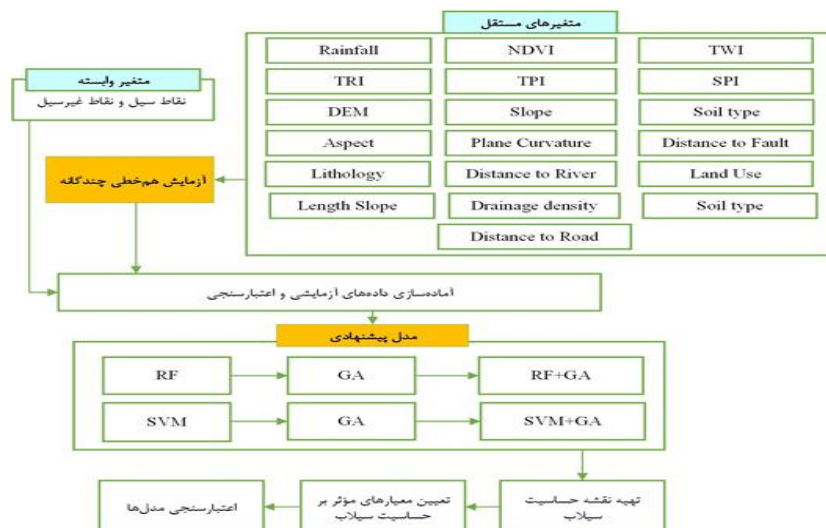 متغیرهای مستقل
Rainfall
NDVI
TWI
TRI
TPI
SPI
DEM
Slope
Soil type
Aspect
Plane Curvature
Distance to Fault
Lithology
Distance to River
Land Use
Length Slope
Drainage density
Soil type
Distance to Road
متغیر وابسته
نقاط سیل و نقاط غیرسیل
آزمایش هم‌خطی چندگانه
آماده‌سازی داده‌های آزمایشی و اعتبارسنجی
مدل پیشنهادی
RF
GA
RF+GA
SVM
GA
SVM+GA
تهیه نقشه حساسیت
سیلاب
تعیین معیارهای مؤثر بر
حساسیت سیلاب
اعتبارسنجی مدل‌ها